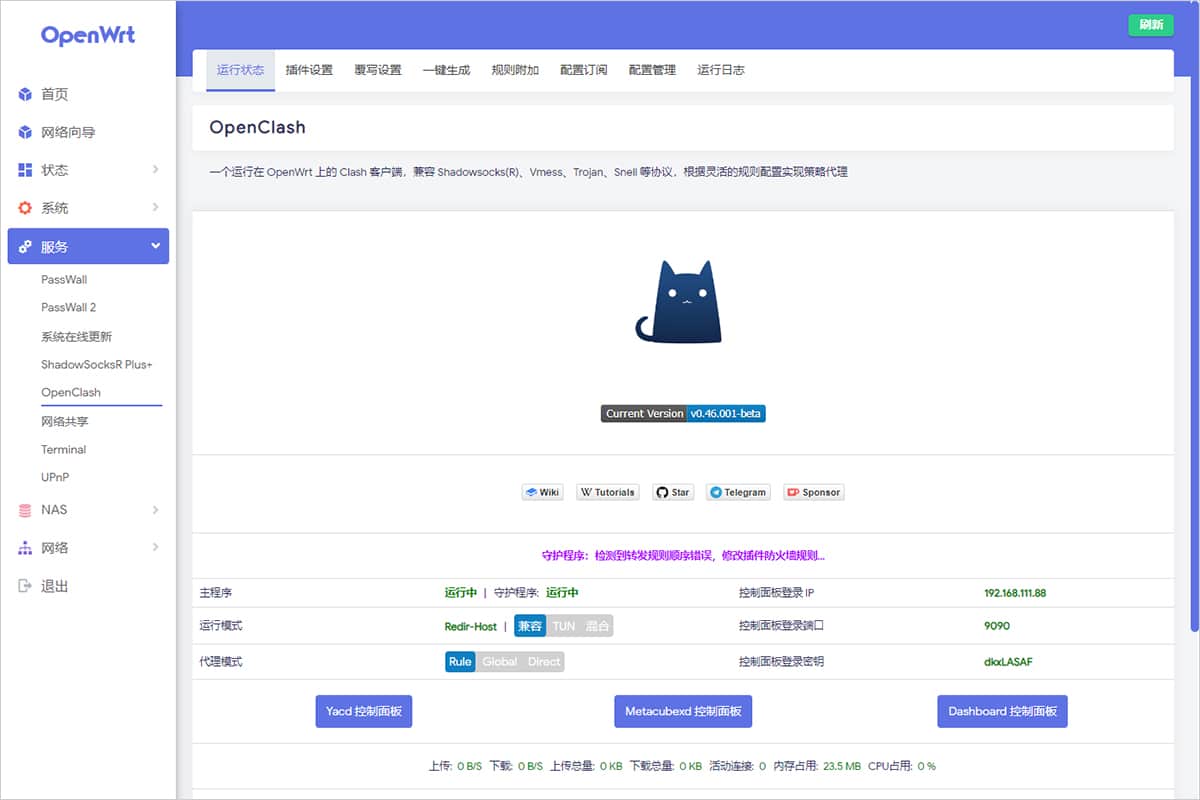 OpenWrt
首页
网络向导
状态
系统
服务
PassWall
PassWall 2
系统在线更新
ShadowSocksR Plus+
OpenClash
网络共享
Terminal
UPnP
NAS
网络
退出
刷新
运行状态 插件设置 覆写设置 一键生成 规则附加 配置订阅 配置管理 运行日志
OpenClash
一个运行在 OpenWrt 上的 Clash 客户端，兼容 Shadowsocks(R)、Vmess、Trojan、Snell 等协议，根据灵活的规则配置实现策略代理
Current Version v0.46.001-beta
Wiki Tutorials Star Telegram Sponsor
守护程序：检测到转发规则顺序错误，修改插件防火墙规则...
主程序 运行中 | 守护程序: 运行中 控制面板登录 IP 192.168.111.88
运行模式 Redir-Host | 兼容 TUN 混合 控制面板登录端口 9090
代理模式 Rule Global Direct 控制面板登录密钥 dkxLASAF
Yacd 控制面板 Metacubexd 控制面板 Dashboard 控制面板
上传: 0 B/S 下载: 0 B/S 上传总量: 0 KB 下载总量: 0 KB 活动连接: 0 内存占用: 23.5 MB CPU占用: 0 %